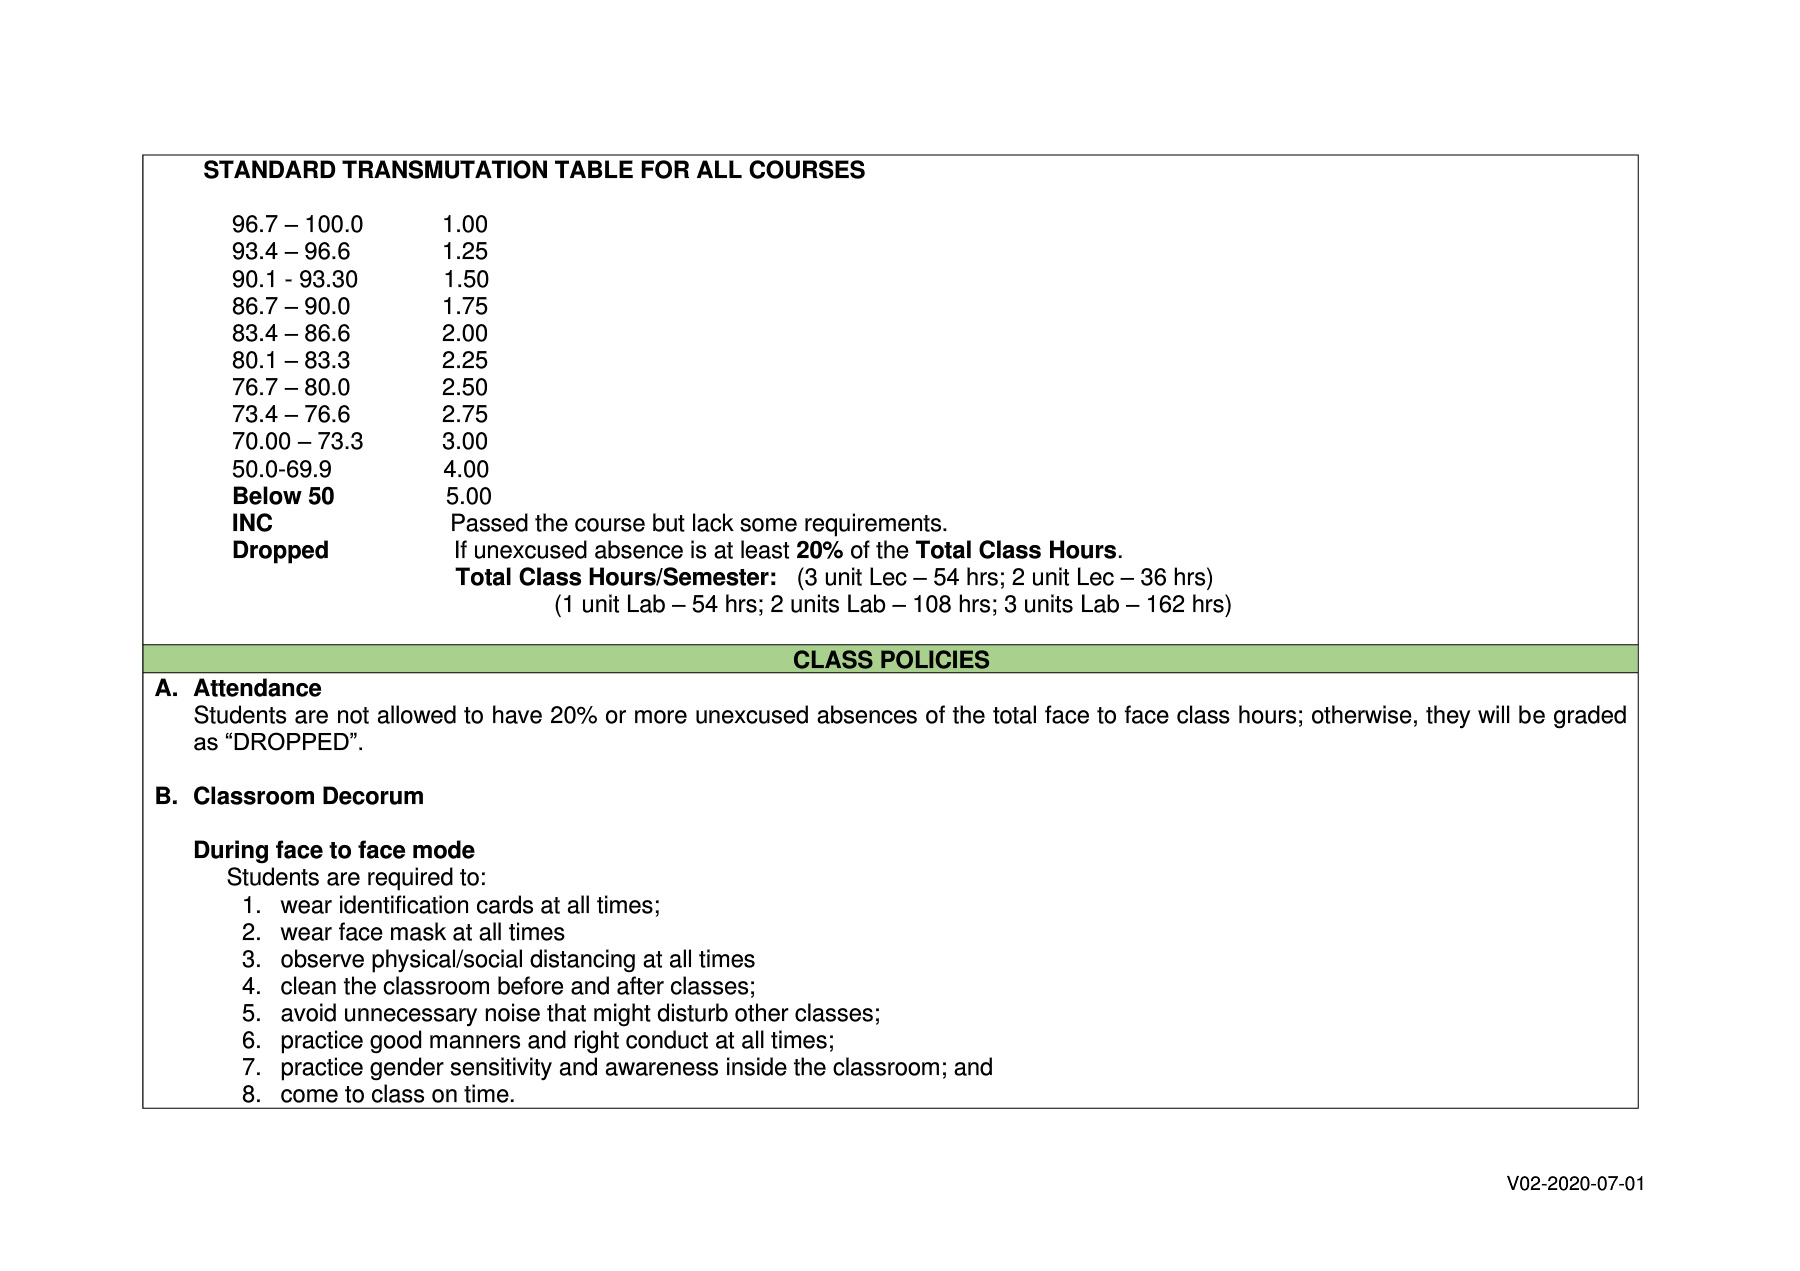 STANDARD TRANSMUTATION TABLE FOR ALL COURSES
96.7 – 100.0 1.00
93.4 – 96.6 1.25
90.1 - 93.30 1.50
86.7 – 90.0 1.75
83.4 – 86.6 2.00
80.1 – 83.3 2.25
76.7 – 80.0 2.50
73.4 – 76.6 2.75
70.00 – 73.3 3.00
50.0-69.9 4.00
Below 50 5.00
INC Passed the course but lack some requirements.
Dropped If unexcused absence is at least 20% of the Total Class Hours.
Total Class Hours/Semester: (3 unit Lec – 54 hrs; 2 unit Lec – 36 hrs)
(1 unit Lab – 54 hrs; 2 units Lab – 108 hrs; 3 units Lab – 162 hrs)
CLASS POLICIES
A. Attendance
Students are not allowed to have 20% or more unexcused absences of the total face to face class hours; otherwise, they will be graded
as “DROPPED”.
B. Classroom Decorum
During face to face mode
Students are required to:
1. wear identification cards at all times;
2. wear face mask at all times
3. observe physical/social distancing at all times
4. clean the classroom before and after classes;
5. avoid unnecessary noise that might disturb other classes;
6. practice good manners and right conduct at all times;
7. practice gender sensitivity and awareness inside the classroom; and
8. come to class on time.
V02-2020-07-01